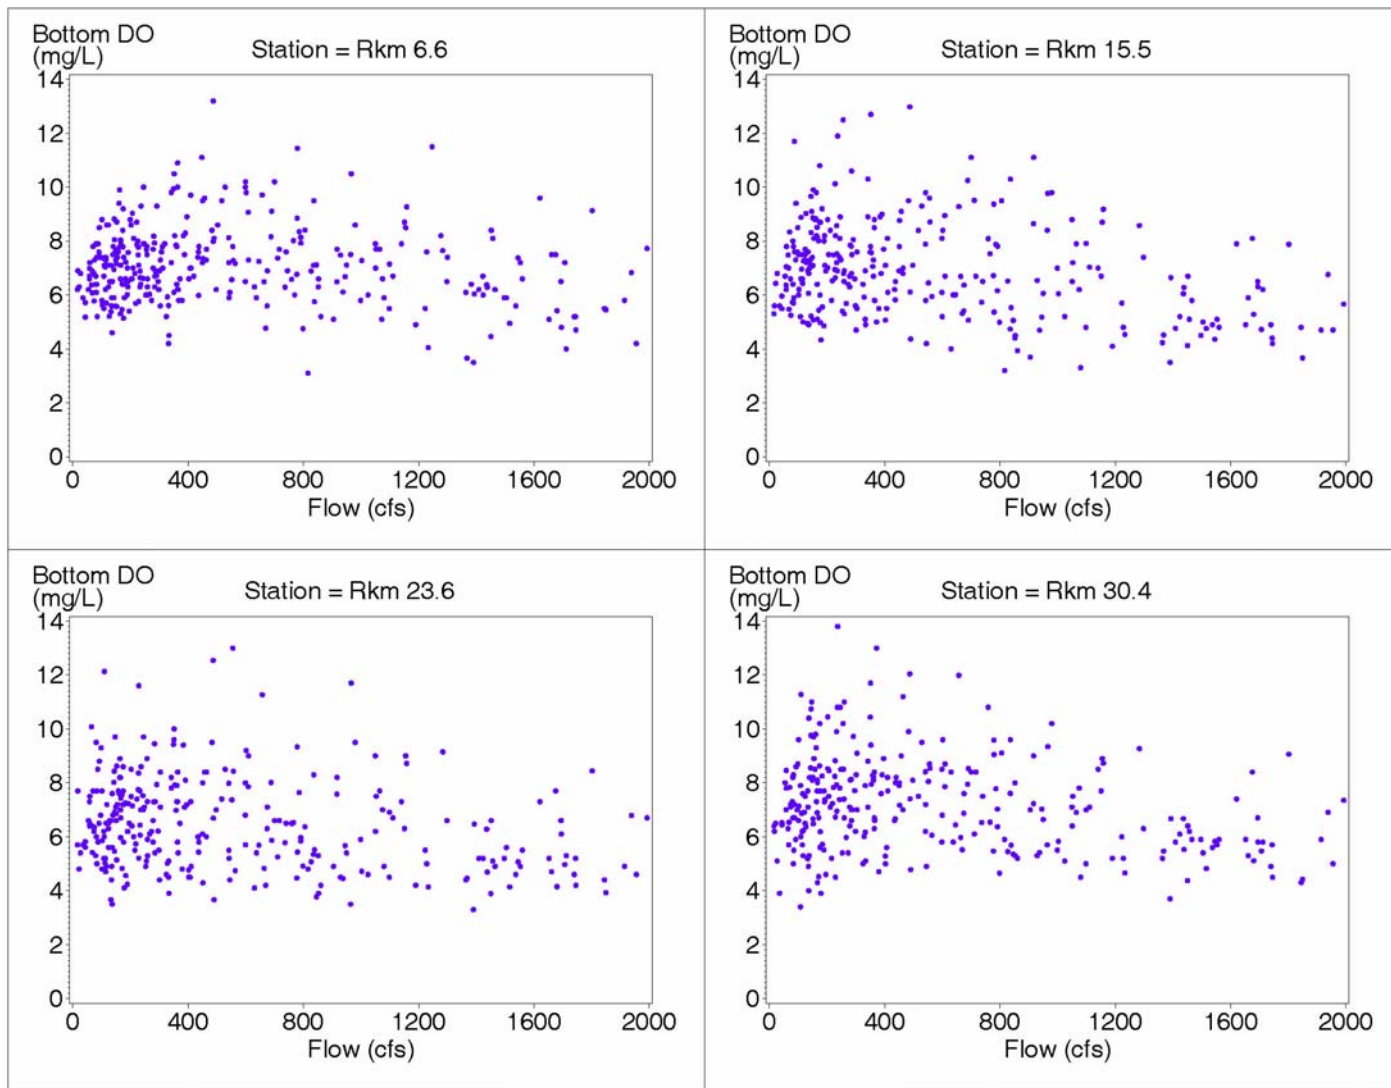 Bottom DO
(mg/L)
Station = Rkm 6.6
14
12
10
8
6
4
2
0
0 400 800 1200 1600 2000
Flow (cfs)
Bottom DO
(mg/L)
Station = Rkm 15.5
14
12
10
8
6
4
2
0
0 400 800 1200 1600 2000
Flow (cfs)
Bottom DO
(mg/L)
Station = Rkm 23.6
14
12
10
8
6
4
2
0
0 400 800 1200 1600 2000
Flow (cfs)
Bottom DO
(mg/L)
Station = Rkm 30.4
14
12
10
8
6
4
2
0
0 400 800 1200 1600 2000
Flow (cfs)